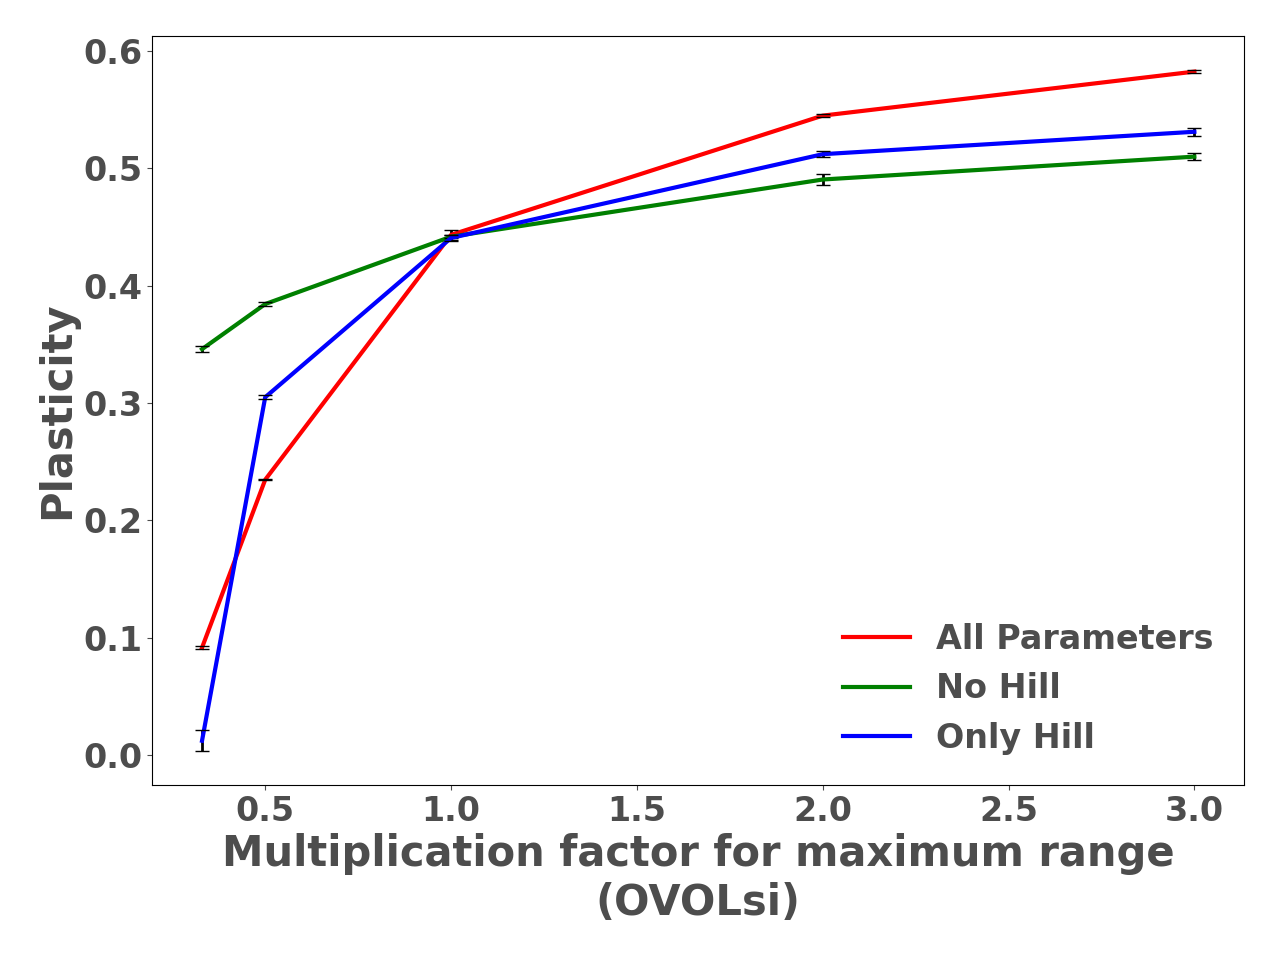 0.6
0.5
0.4
0.3
0.2
0.1
0.0
Plasticity
All Parameters
No Hill
Only Hill
0.5 1.0 1.5 2.0 2.5 3.0
Multiplication factor for maximum range
(OVOLsi)